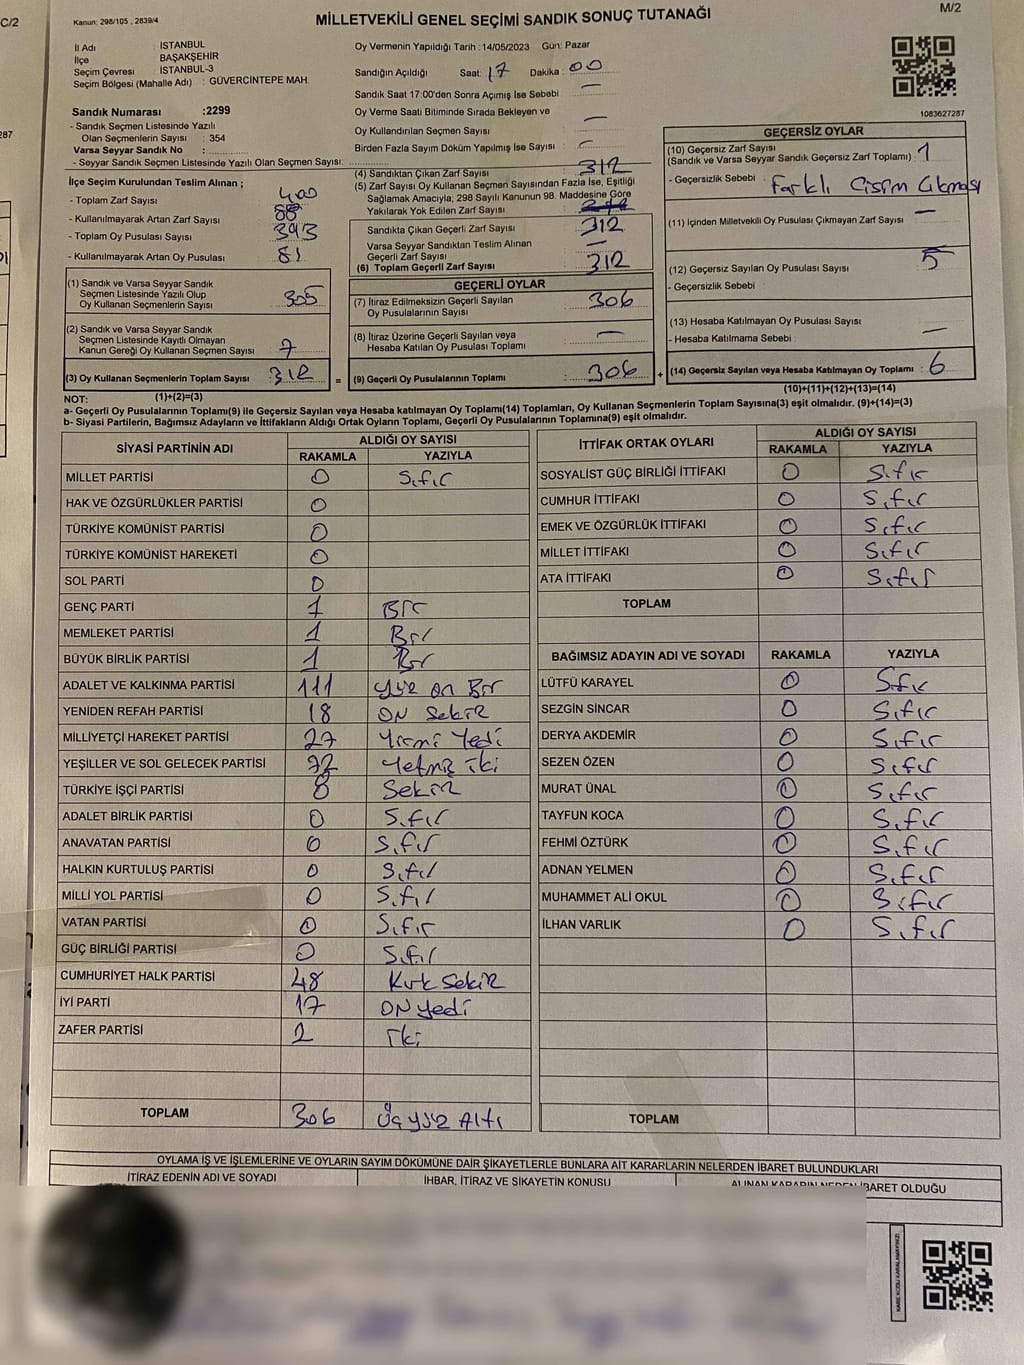 C/2
Kanun: 298/105 , 2839/4
MİLLETVEKİLİ GENEL SEÇİMİ SANDIK SONUÇ TUTANAĞI
M/2
İl Adı : İSTANBUL
İlçe : BAŞAKŞEHİR
Seçim Çevresi : İSTANBUL-3
Seçim Bölgesi (Mahalle Adı) : GÜVERCİNTEPE MAH.
Oy Vermenin Yapıldığı Tarih :14/05/2023 Gün: Pazar
Sandığın Açıldığı Saat: 17 Dakika : 00
Sandık Saat 17:00'den Sonra Açımış İse Sebebi : —
Oy Verme Saati Bitiminde Sırada Bekleyen ve
Oy Kullandırılan Seçmen Sayısı : —
Birden Fazla Sayım Döküm Yapılmış İse Sayısı : —
1083627287
287
Sandık Numarası :2299
- Sandık Seçmen Listesinde Yazılı
Olan Seçmenlerin Sayısı : 354
Varsa Seyyar Sandık No :
- Seyyar Sandık Seçmen Listesinde Yazılı Olan Seçmen Sayısı:
İlçe Seçim Kurulundan Teslim Alınan ;
- Toplam Zarf Sayısı : 400
- Kullanılmayarak Artan Zarf Sayısı : 88
- Toplam Oy Pusulası Sayısı : 393
- Kullanılmayarak Artan Oy Pusulası : 81
(4) Sandıktan Çıkan Zarf Sayısı : 312
(5) Zarf Sayısı Oy Kullanan Seçmen Sayısından Fazla İse, Eşitliği
Sağlamak Amacıyla, 298 Sayılı Kanunun 98. Maddesine Göre
Yakılarak Yok Edilen Zarf Sayısı :
Sandıkta Çıkan Geçerli Zarf Sayısı : 312
Varsa Seyyar Sandıktan Teslim Alınan
Geçerli Zarf Sayısı : —
(6) Toplam Geçerli Zarf Sayısı : 312
GEÇERSİZ OYLAR
(10) Geçersiz Zarf Sayısı
(Sandık ve Varsa Seyyar Sandık Geçersiz Zarf Toplamı) : 1
- Geçersizlik Sebebi : Farklı Cisim Çıkması
(11) İçinden Milletvekili Oy Pusulası Çıkmayan Zarf Sayısı : —
(12) Geçersiz Sayılan Oy Pusulası Sayısı : 5
- Geçersizlik Sebebi :
(13) Hesaba Katılmayan Oy Pusulası Sayısı : —
- Hesaba Katılmama Sebebi :
(14) Geçersiz Sayılan veya Hesaba Katılmayan Oy Toplamı : 6
(10)+(11)+(12)+(13)=(14)
(1) Sandık ve Varsa Seyyar Sandık
Seçmen Listesinde Yazılı Olup
Oy Kullanan Seçmenlerin Sayısı : 305
(2) Sandık ve Varsa Seyyar Sandık
Seçmen Listesinde Kayıtlı Olmayan
Kanun Gereği Oy Kullanan Seçmen Sayısı : 7
(3) Oy Kullanan Seçmenlerin Toplam Sayısı : 312
(1)+(2)=(3)
GEÇERLİ OYLAR
(7) İtiraz Edilmeksizin Geçerli Sayılan
Oy Pusulalarının Sayısı : 306
(8) İtiraz Üzerine Geçerli Sayılan veya
Hesaba Katılan Oy Pusulası Toplamı : —
= (9) Geçerli Oy Pusulalarının Toplamı : 306 +
NOT:
a- Geçerli Oy Pusulalarının Toplamı(9) ile Geçersiz Sayılan veya Hesaba katılmayan Oy Toplamı(14) Toplamları, Oy Kullanan Seçmenlerin Toplam Sayısına(3) eşit olmalıdır. (9)+(14)=(3)
b- Siyasi Partilerin, Bağımsız Adayların ve İttifakların Aldığı Ortak Oyların Toplamı, Geçerli Oy Pusulalarının Toplamına(9) eşit olmalıdır.
SİYASİ PARTİNİN ADI ALDIĞI OY SAYISI
RAKAMLA YAZIYLA
MİLLET PARTİSİ 0 Sıfır
HAK VE ÖZGÜRLÜKLER PARTİSİ 0
TÜRKİYE KOMÜNİST PARTİSİ 0
TÜRKİYE KOMÜNİST HAREKETİ 0
SOL PARTİ 0
GENÇ PARTİ 1 Bir
MEMLEKET PARTİSİ 1 Bir
BÜYÜK BİRLİK PARTİSİ 1 Bir
ADALET VE KALKINMA PARTİSİ 111 Yüz on Bir
YENİDEN REFAH PARTİSİ 18 ON Sekiz
MİLLİYETÇİ HAREKET PARTİSİ 27 Yirmi Yedi
YEŞİLLER VE SOL GELECEK PARTİSİ 72 Yetmiş iki
TÜRKİYE İŞÇİ PARTİSİ 8 Sekiz
ADALET BİRLİK PARTİSİ 0 Sıfır
ANAVATAN PARTİSİ 0 Sıfır
HALKIN KURTULUŞ PARTİSİ 0 Sıfır
MİLLİ YOL PARTİSİ 0 Sıfır
VATAN PARTİSİ 0 Sıfır
GÜÇ BİRLİĞİ PARTİSİ 0 Sıfır
CUMHURİYET HALK PARTİSİ 48 Kırk Sekiz
İYİ PARTİ 17 ON yedi
ZAFER PARTİSİ 2 İki
TOPLAM 306 Üç yüz Altı
İTTİFAK ORTAK OYLARI ALDIĞI OY SAYISI
RAKAMLA YAZIYLA
SOSYALİST GÜÇ BİRLİĞİ İTTİFAKI 0 Sıfır
CUMHUR İTTİFAKI 0 Sıfır
EMEK VE ÖZGÜRLÜK İTTİFAKI 0 Sıfır
MİLLET İTTİFAKI 0 Sıfır
ATA İTTİFAKI 0 Sıfır
TOPLAM
BAĞIMSIZ ADAYIN ADI VE SOYADI RAKAMLA YAZIYLA
LÜTFÜ KARAYEL 0 Sıfır
SEZGİN SİNCAR 0 Sıfır
DERYA AKDEMİR 0 Sıfır
SEZEN ÖZEN 0 Sıfır
MURAT ÜNAL 0 Sıfır
TAYFUN KOCA 0 Sıfır
FEHMİ ÖZTÜRK 0 Sıfır
ADNAN YELMEN 0 Sıfır
MUHAMMET ALİ OKUL 0 Sıfır
İLHAN VARLIK 0 Sıfır
TOPLAM
OYLAMA İŞ VE İŞLEMLERİNE VE OYLARIN SAYIM DÖKÜMÜNE DAİR ŞİKAYETLERLE BUNLARA AİT KARARLARIN NELERDEN İBARET BULUNDUKLARI
İTİRAZ EDENİN ADI VE SOYADI İHBAR, İTİRAZ VE ŞİKAYETİN KONUSU ALINAN KARARIN NEDEN İBARET OLDUĞU
KARE KODU KARALAMAYINIZ!